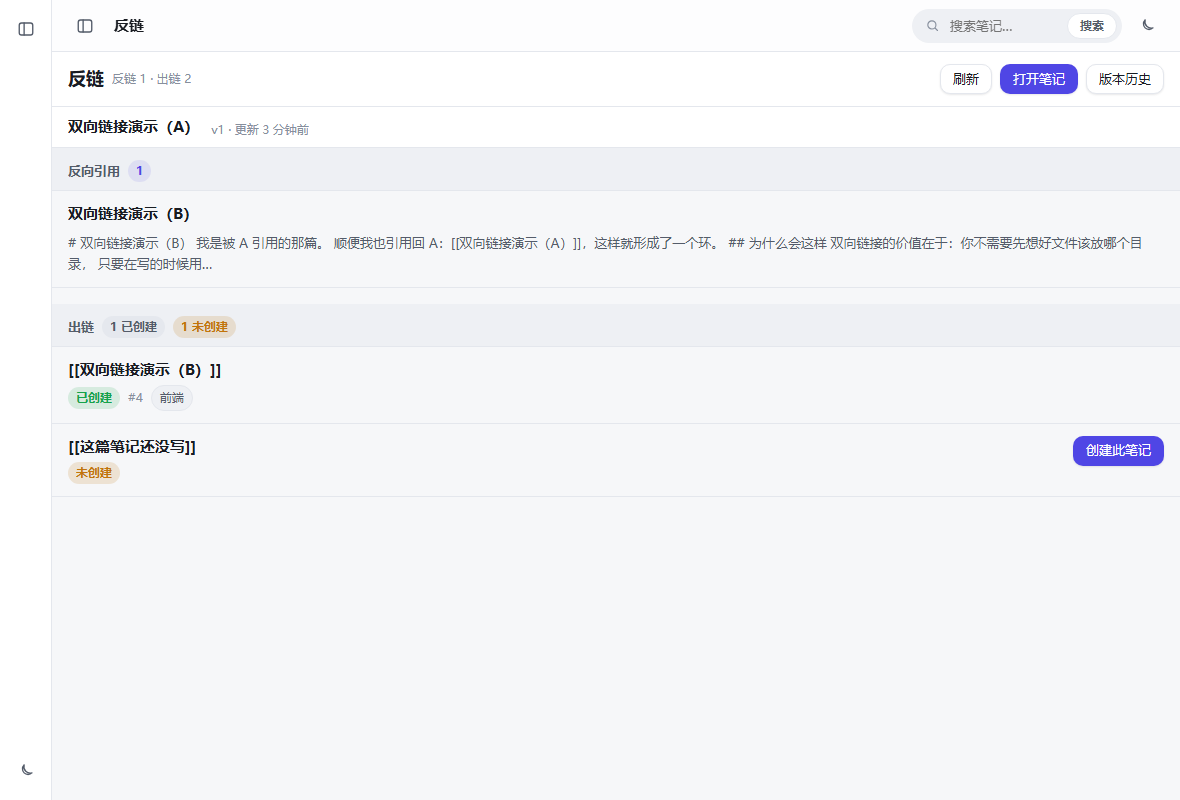 反链
搜索笔记... 搜索
反链 反链 1 · 出链 2
刷新 打开笔记 版本历史
双向链接演示（A） v1 · 更新 3 分钟前
反向引用 1
双向链接演示（B）
# 双向链接演示（B） 我是被 A 引用的那篇。 顺便我也引用回 A：[[双向链接演示（A）]]，这样就形成了一个环。 ## 为什么会这样 双向链接的价值在于：你不需要先想好文件该放哪个目
录， 只要在写的时候用...
出链 1 已创建 1 未创建
[[双向链接演示（B）]]
已创建 #4 前端
[[这篇笔记还没写]]
创建此笔记
未创建